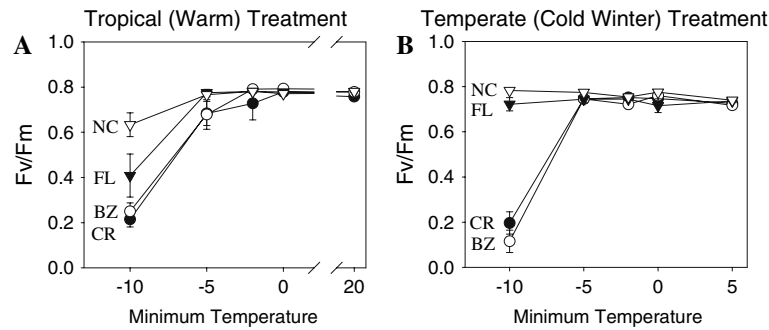 Tropical (Warm) Treatment
A
1.0
0.8
0.6
0.4
0.2
0.0
Fv/Fm
NC
FL
BZ
CR
-10
-5
0
20
Minimum Temperature
Temperate (Cold Winter) Treatment
B
1.0
0.8
0.6
0.4
0.2
0.0
Fv/Fm
NC
FL
CR
BZ
-10
-5
0
5
Minimum Temperature